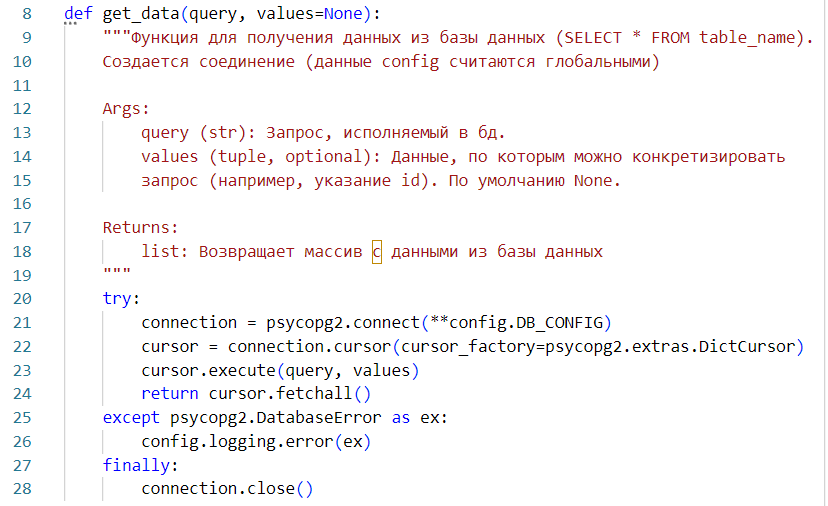 8 def get_data(query, values=None):
9 """Функция для получения данных из базы данных (SELECT * FROM table_name).
10 Создается соединение (данные config считаются глобальными)
11
12 Args:
13 query (str): Запрос, исполняемый в бд.
14 values (tuple, optional): Данные, по которым можно конкретизировать
15 запрос (например, указание id). По умолчанию None.
16
17 Returns:
18 list: Возвращает массив с данными из базы данных
19 """
20 try:
21 connection = psycopg2.connect(**config.DB_CONFIG)
22 cursor = connection.cursor(cursor_factory=psycopg2.extras.DictCursor)
23 cursor.execute(query, values)
24 return cursor.fetchall()
25 except psycopg2.DatabaseError as ex:
26 config.logging.error(ex)
27 finally:
28 connection.close()